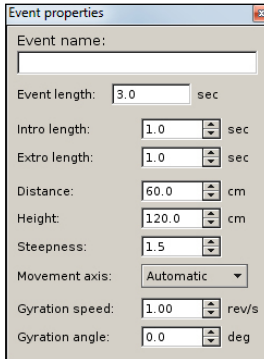 Event properties
Event name:
Event length: 3.0 sec
Intro length: 1.0 sec
Extro length: 1.0 sec
Distance: 60.0 cm
Height: 120.0 cm
Steepness: 1.5
Movement axis: Automatic
Gyration speed: 1.00 rev/s
Gyration angle: 0.0 deg